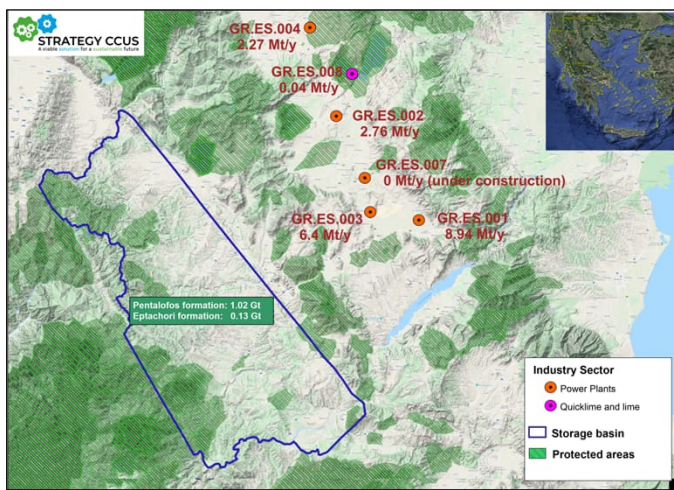 STRATEGY CCUS
A viable solution for a sustainable future
GR.ES.004
2.27 Mt/y
GR.ES.008
0.04 Mt/y
GR.ES.002
2.76 Mt/y
GR.ES.007
0 Mt/y (under construction)
GR.ES.003
6.4 Mt/y
GR.ES.001
8.94 Mt/y
Pentalofos formation: 1.02 Gt
Eptachori formation: 0.13 Gt
Industry Sector
Power Plants
Quicklime and lime
Storage basin
Protected areas